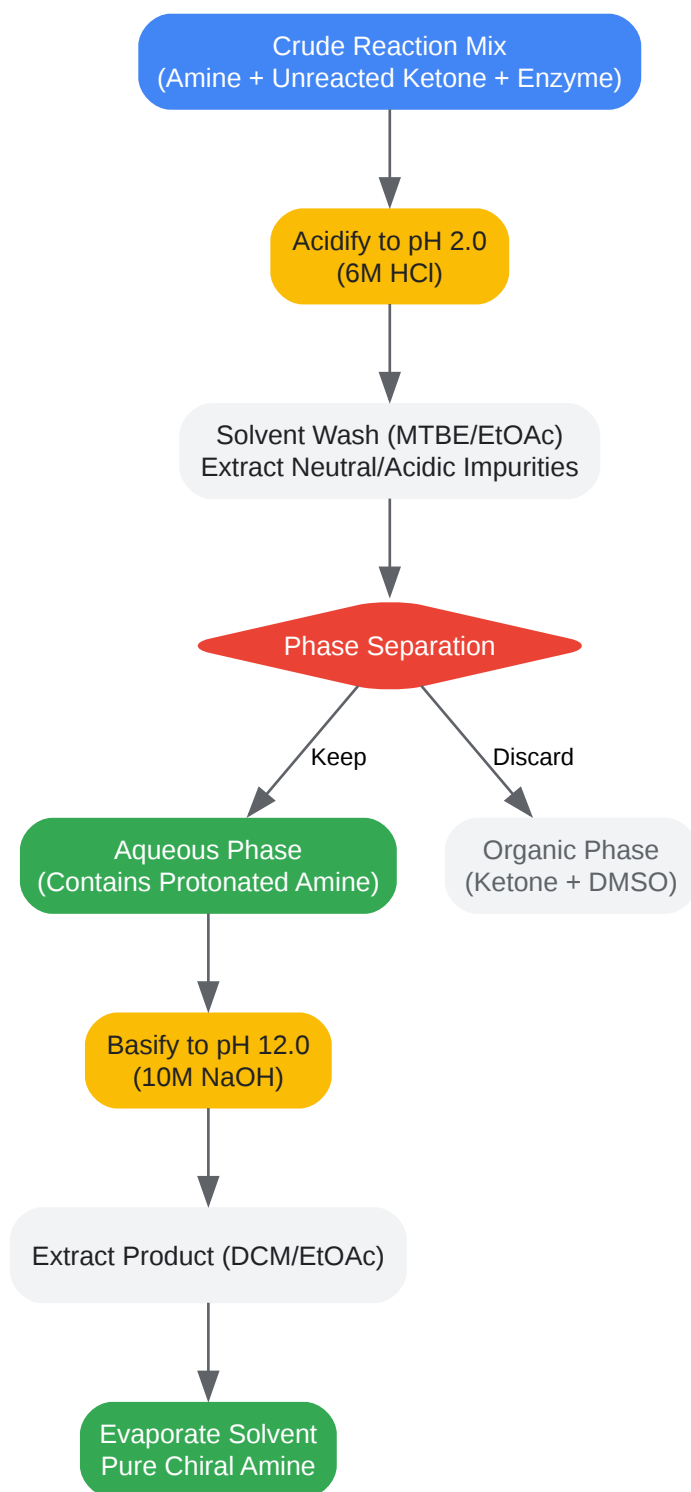 Crude Reaction Mix
(Amine + Unreacted Ketone + Enzyme)
Acidify to pH 2.0
(6M HCl)
Solvent Wash (MTBE/EtOAc)
Extract Neutral/Acidic Impurities
Phase Separation
Keep
Discard
Aqueous Phase
(Contains Protonated Amine)
Organic Phase
(Ketone + DMSO)
Basify to pH 12.0
(10M NaOH)
Extract Product (DCM/EtOAc)
Evaporate Solvent
Pure Chiral Amine